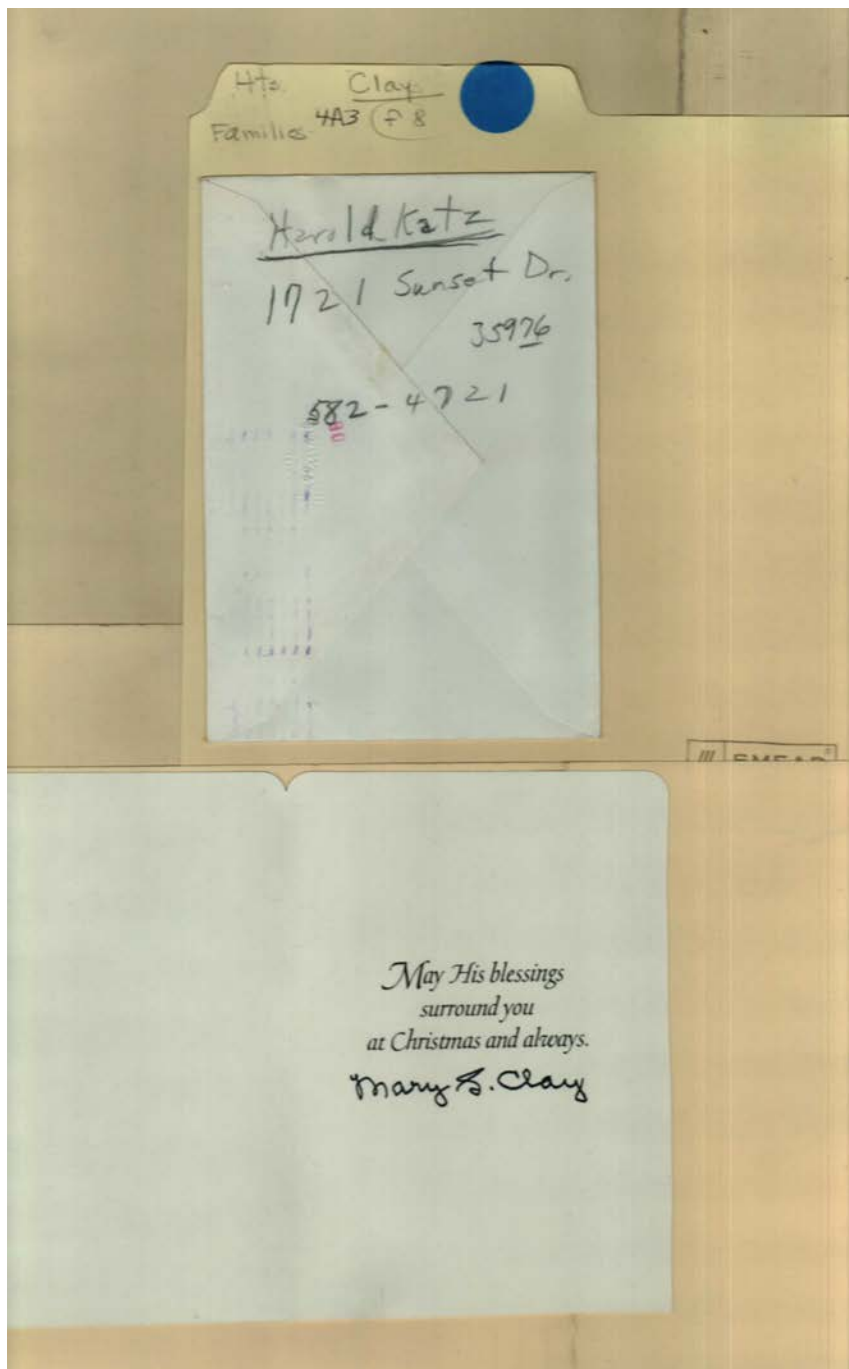 Hts. Clay
Families 4A3 f 8
Harold Katz
1721 Sunset Dr.
35976
582-4721
SMEAD
May His blessings
surround you
at Christmas and always.
Mary S. Clay